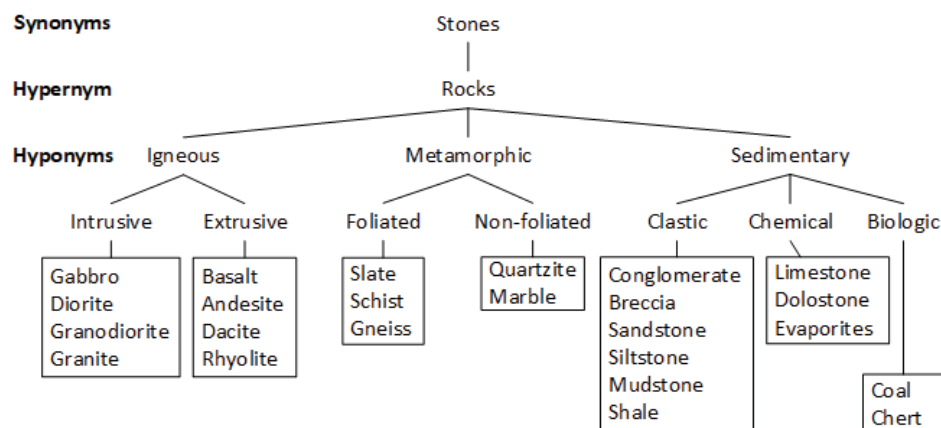 Synonyms Stones
Hypernym Rocks
Hyponyms Igneous Metamorphic Sedimentary
Intrusive Extrusive Foliated Non-foliated Clastic Chemical Biologic
Gabbro
Diorite
Granodiorite
Granite
Basalt
Andesite
Dacite
Rhyolite
Slate
Schist
Gneiss
Quartzite
Marble
Conglomerate
Breccia
Sandstone
Siltstone
Mudstone
Shale
Limestone
Dolostone
Evaporites
Coal
Chert